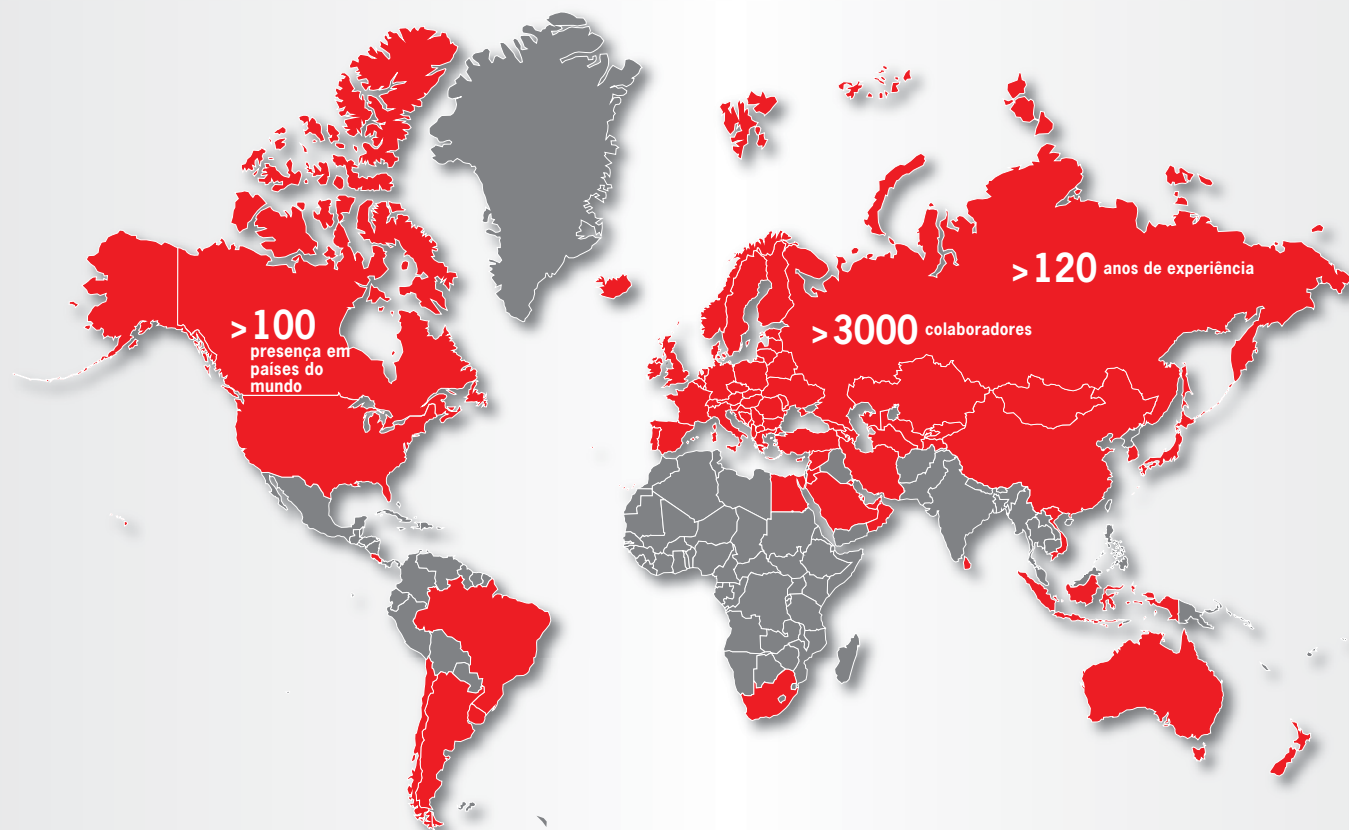 > 100
presença em
países do
mundo
> 120 anos de experiência
> 3000 colaboradores